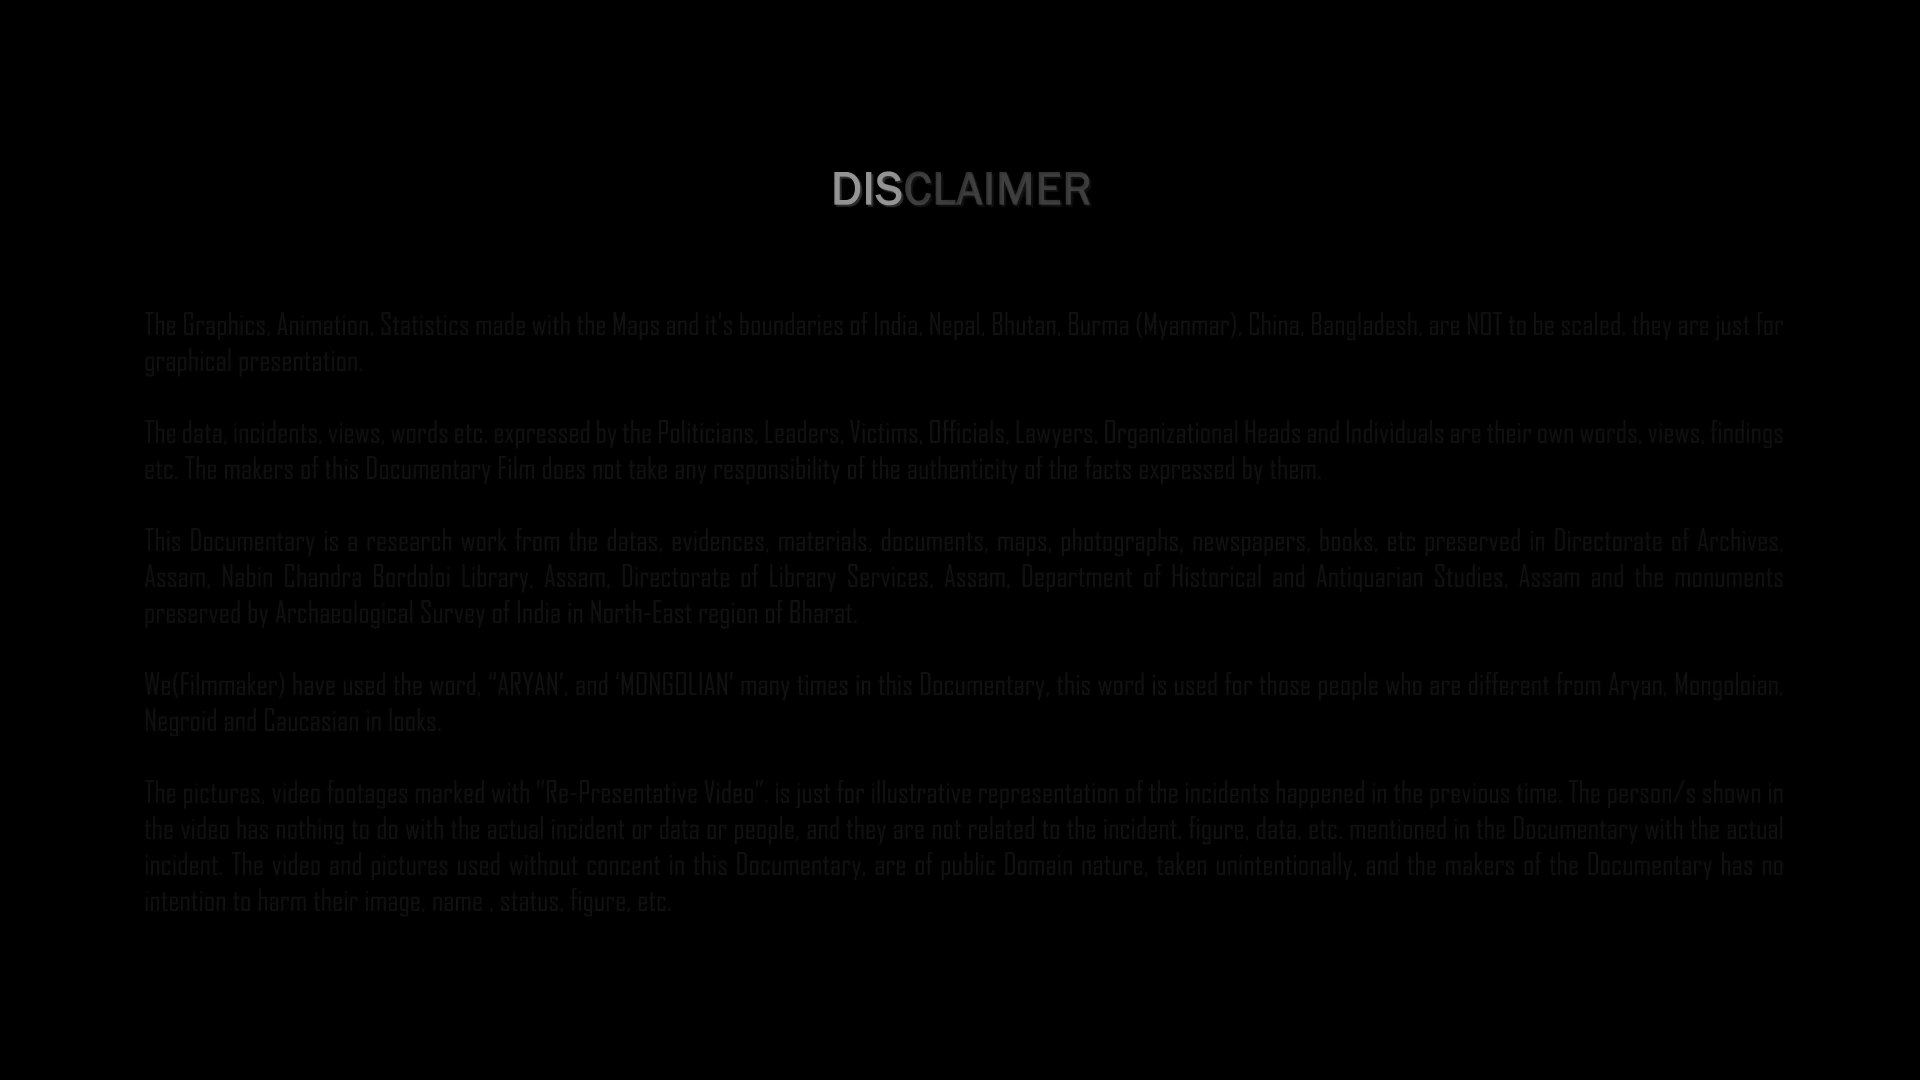 DISCLAIMER
The Graphics, Animation, Statistics made with the Maps and it's boundaries of India, Nepal, Bhutan, Burma (Myanmar), China, Bangladesh, are NOT to be scaled, they are just for
graphical presentation.
The data, incidents, views, words etc. expressed by the Politicians, Leaders, Victims, Officials, Lawyers, Organizational Heads and Individuals are their own words, views, findings
etc. The makers of this Documentary Film does not take any responsibility of the authenticity of the facts expressed by them.
This Documentary is a research work from the datas, evidences, materials, documents, maps, photographs, newspapers, books, etc preserved in Directorate of Archives,
Assam, Nabin Chandra Bordoloi Library, Assam, Directorate of Library Services, Assam, Department of Historical and Antiquarian Studies, Assam and the monuments
preserved by Archaeological Survey of India in North-East region of Bharat.
We(Filmmaker) have used the word, “ARYAN’, and ‘MONGOLIAN’ many times in this Documentary, this word is used for those people who are different from Aryan, Mongoloian,
Negroid and Caucasian in looks.
The pictures, video footages marked with "Re-Presentative Video". is just for illustrative representation of the incidents happened in the previous time. The person/s shown in
the video has nothing to do with the actual incident or data or people, and they are not related to the incident, figure, data, etc. mentioned in the Documentary with the actual
incident. The video and pictures used without concent in this Documentary, are of public Domain nature, taken unintentionally, and the makers of the Documentary has no
intention to harm their image, name , status, figure, etc.